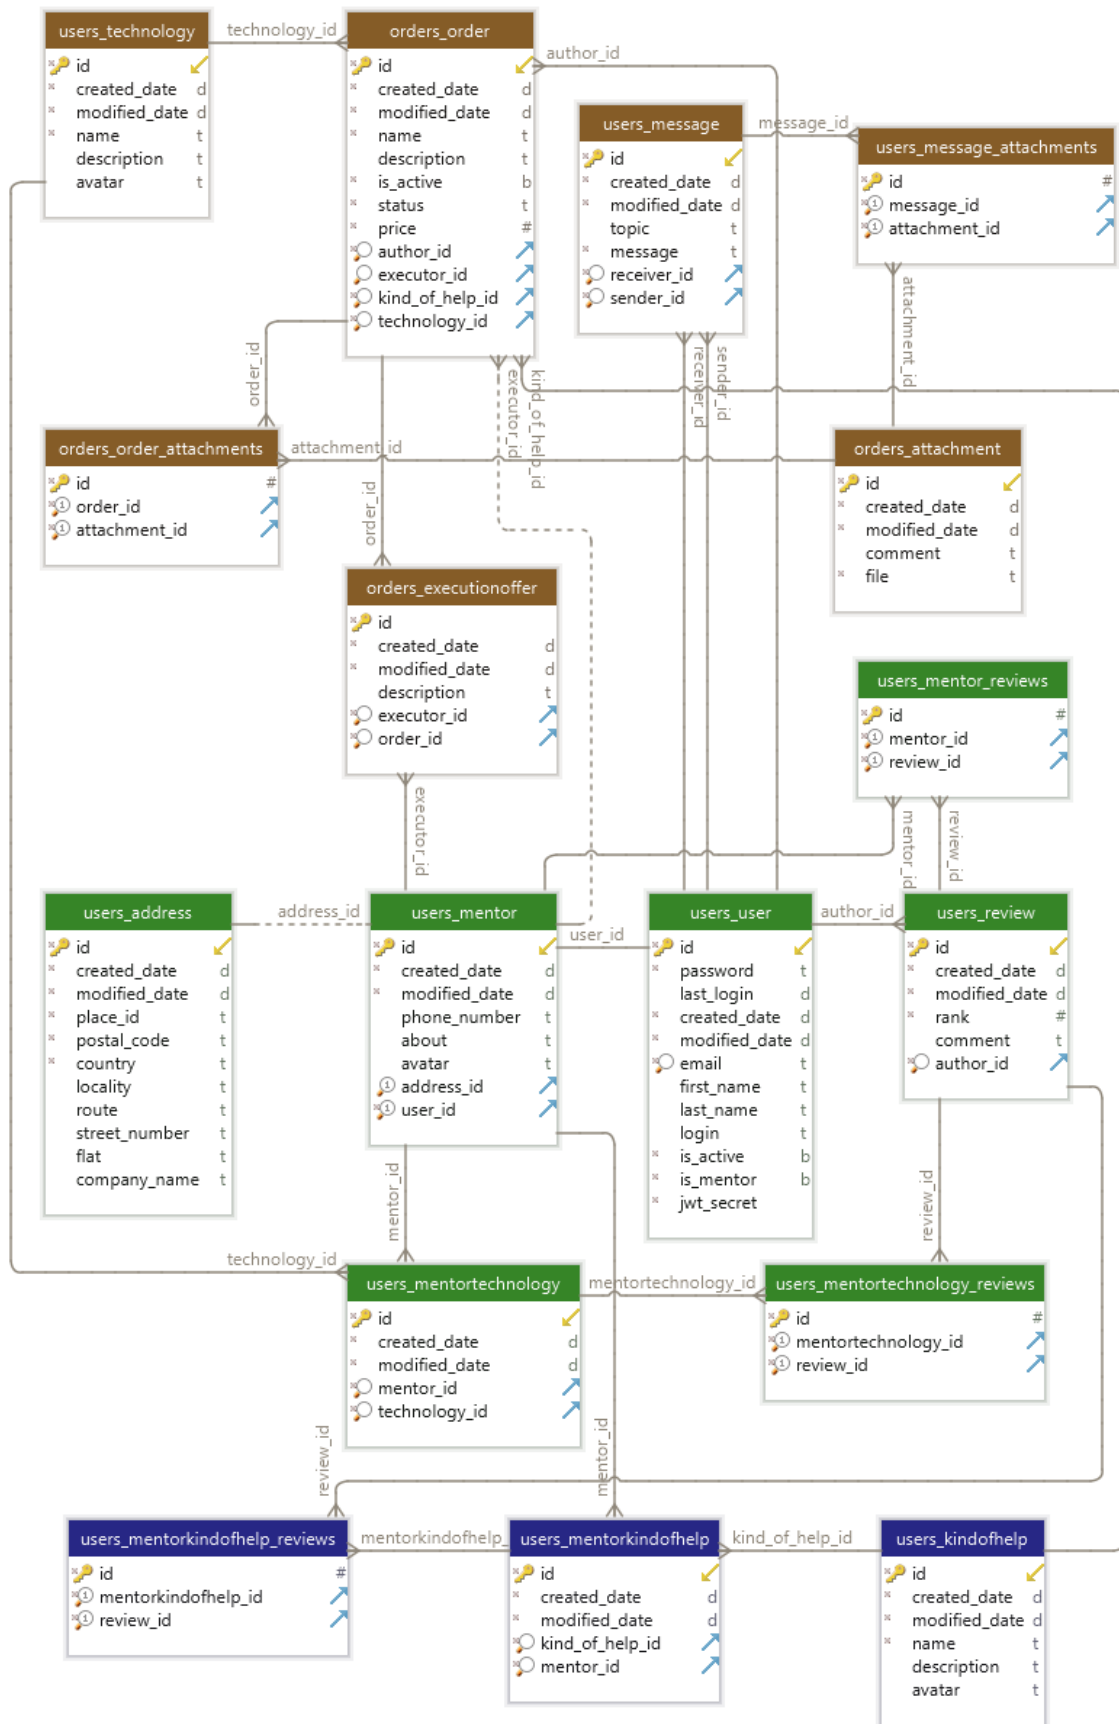 users_technology
id
created_date d
modified_date d
name t
description t
avatar t
technology_id
orders_order
id
created_date d
modified_date d
name t
description t
is_active b
status t
price #
author_id
executor_id
kind_of_help_id
technology_id
author_id
users_message
id
created_date d
modified_date d
topic t
message t
receiver_id
sender_id
message_id
users_message_attachments
id #
message_id
attachment_id
order_id
executor_id
kind_of_help_id
receiver_id
sender_id
attachment_id
orders_order_attachments
id #
order_id
attachment_id
attachment_id
orders_attachment
id
created_date d
modified_date d
comment t
file t
order_id
orders_executionoffer
id
created_date d
modified_date d
description t
executor_id
order_id
users_mentor_reviews
id #
mentor_id
review_id
executor_id
mentor_id
review_id
users_address
id
created_date d
modified_date d
place_id t
postal_code t
country t
locality t
route t
street_number t
flat t
company_name t
address_id
users_mentor
id
created_date d
modified_date d
phone_number t
about t
avatar t
address_id
user_id
user_id
users_user
id
password t
last_login d
created_date d
modified_date d
email t
first_name t
last_name t
login t
is_active b
is_mentor b
jwt_secret
author_id
users_review
id
created_date d
modified_date d
rank #
comment t
author_id
mentor_id
review_id
technology_id
users_mentortechnology
id
created_date d
modified_date d
mentor_id
technology_id
mentortechnology_id
users_mentortechnology_reviews
id #
mentortechnology_id
review_id
review_id
mentor_id
users_mentorkindofhelp_reviews
id #
mentorkindofhelp_id
review_id
mentorkindofhelp_
users_mentorkindofhelp
id
created_date d
modified_date d
kind_of_help_id
mentor_id
kind_of_help_id
users_kindofhelp
id
created_date d
modified_date d
name t
description t
avatar t